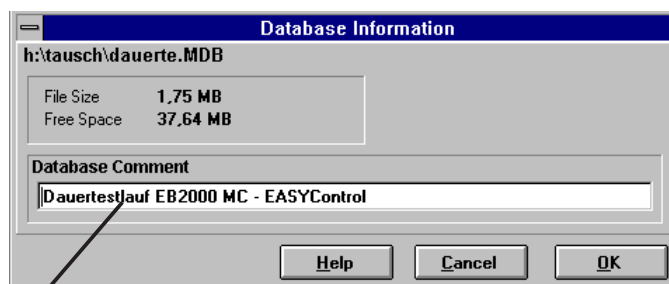 Database Information
h:\tausch\dauerte.MDB
File Size 1,75 MB
Free Space 37,64 MB
Database Comment
Dauertestlauf EB2000 MC - EASYControl
Help Cancel OK